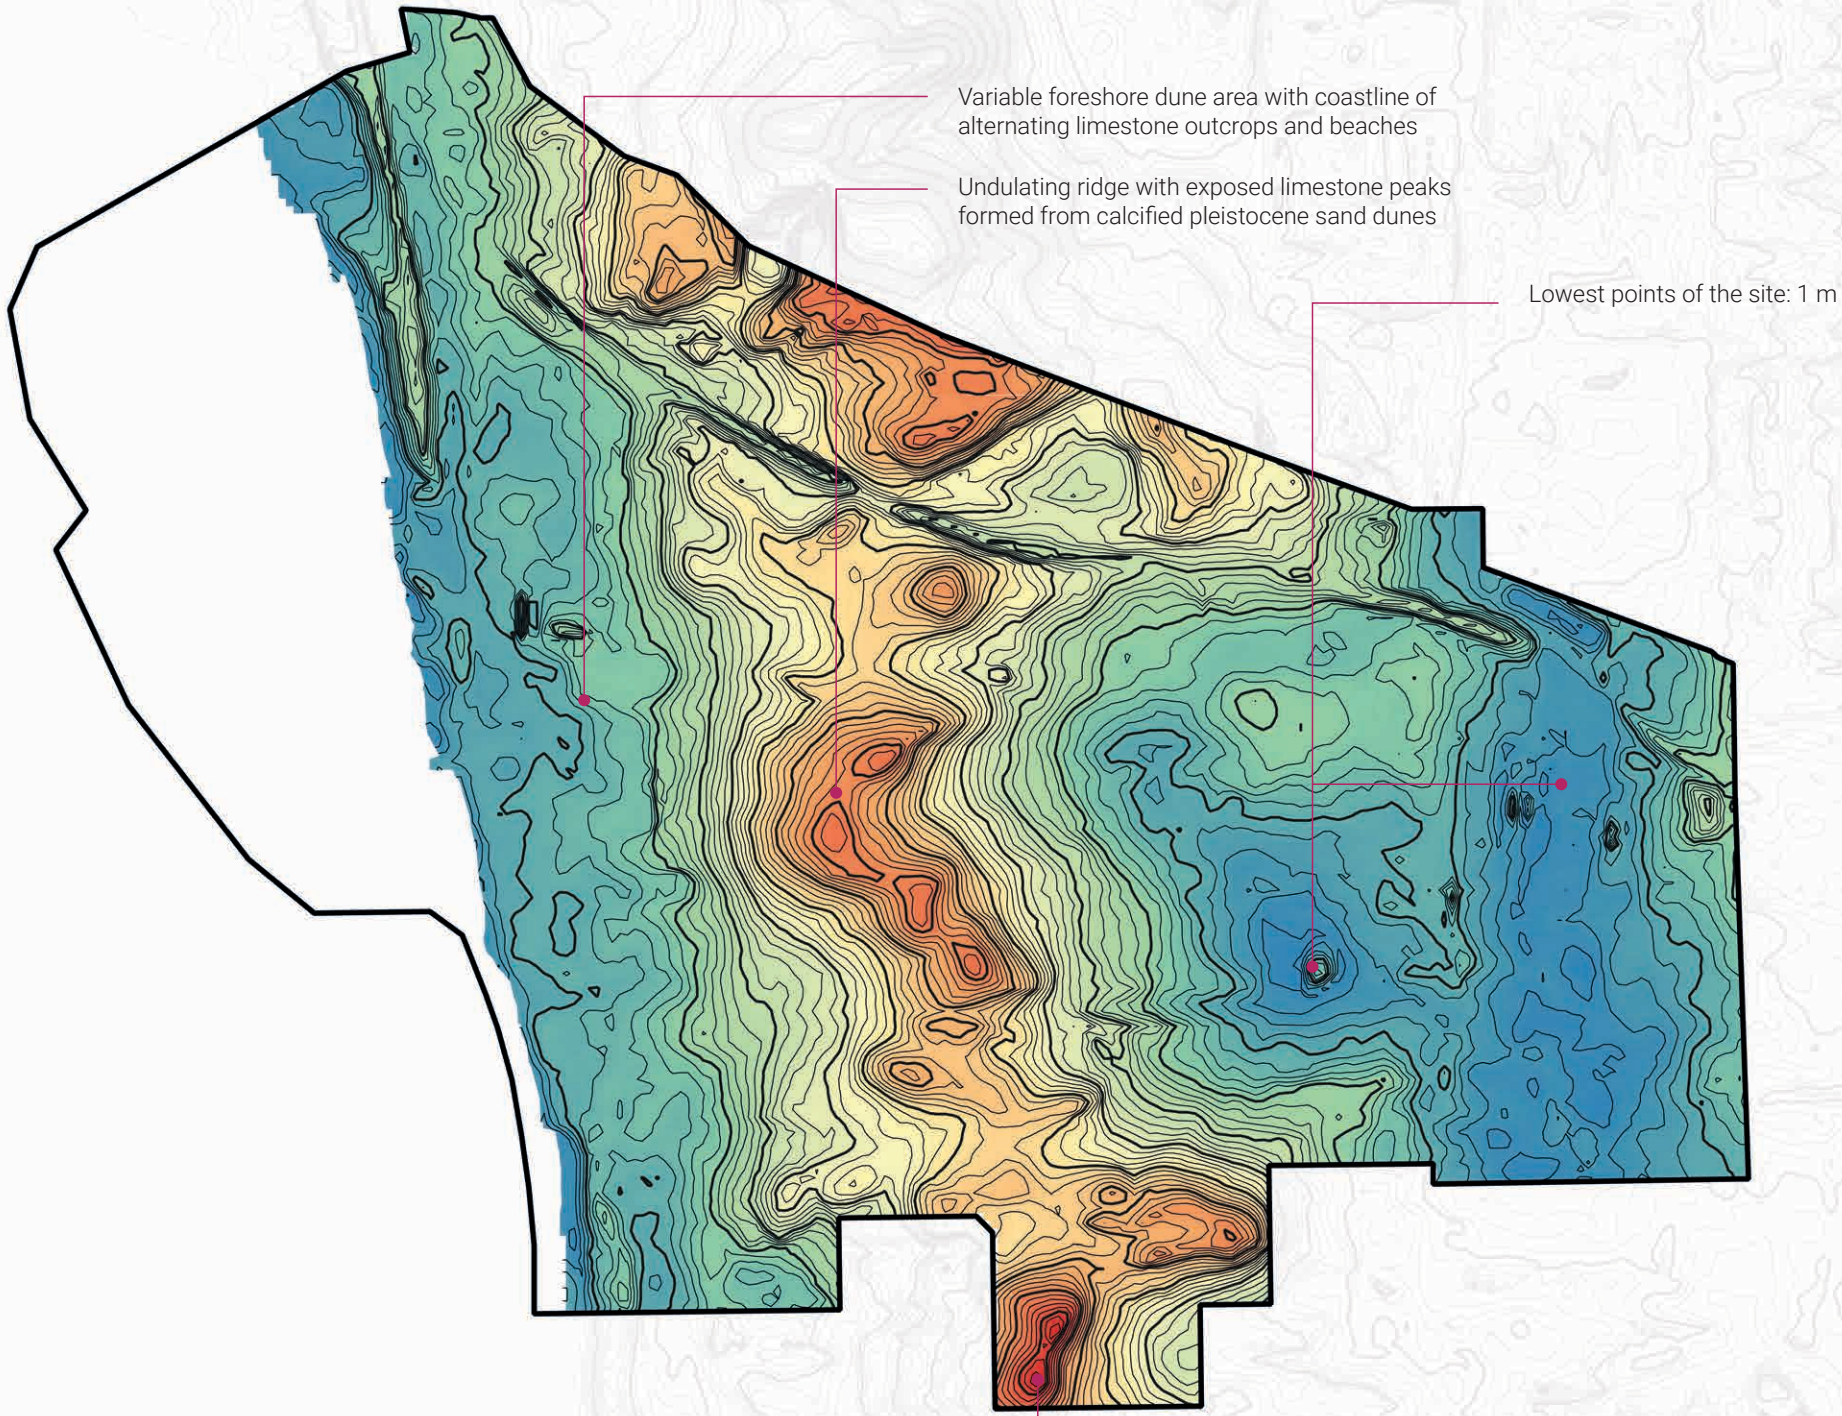 Variable foreshore dune area with coastline of
alternating limestone outcrops and beaches
Undulating ridge with exposed limestone peaks
formed from calcified pleistocene sand dunes
Lowest points of the site: 1 m